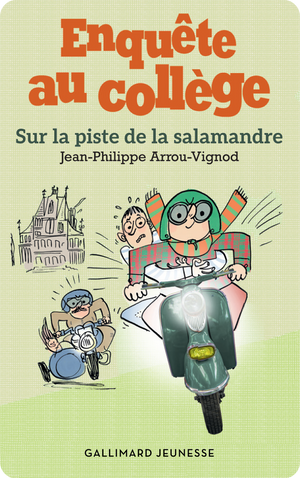 Enquête
au collège
Sur la piste de la salamandre
Jean-Philippe Arrou-Vignod
GALLIMARD JEUNESSE